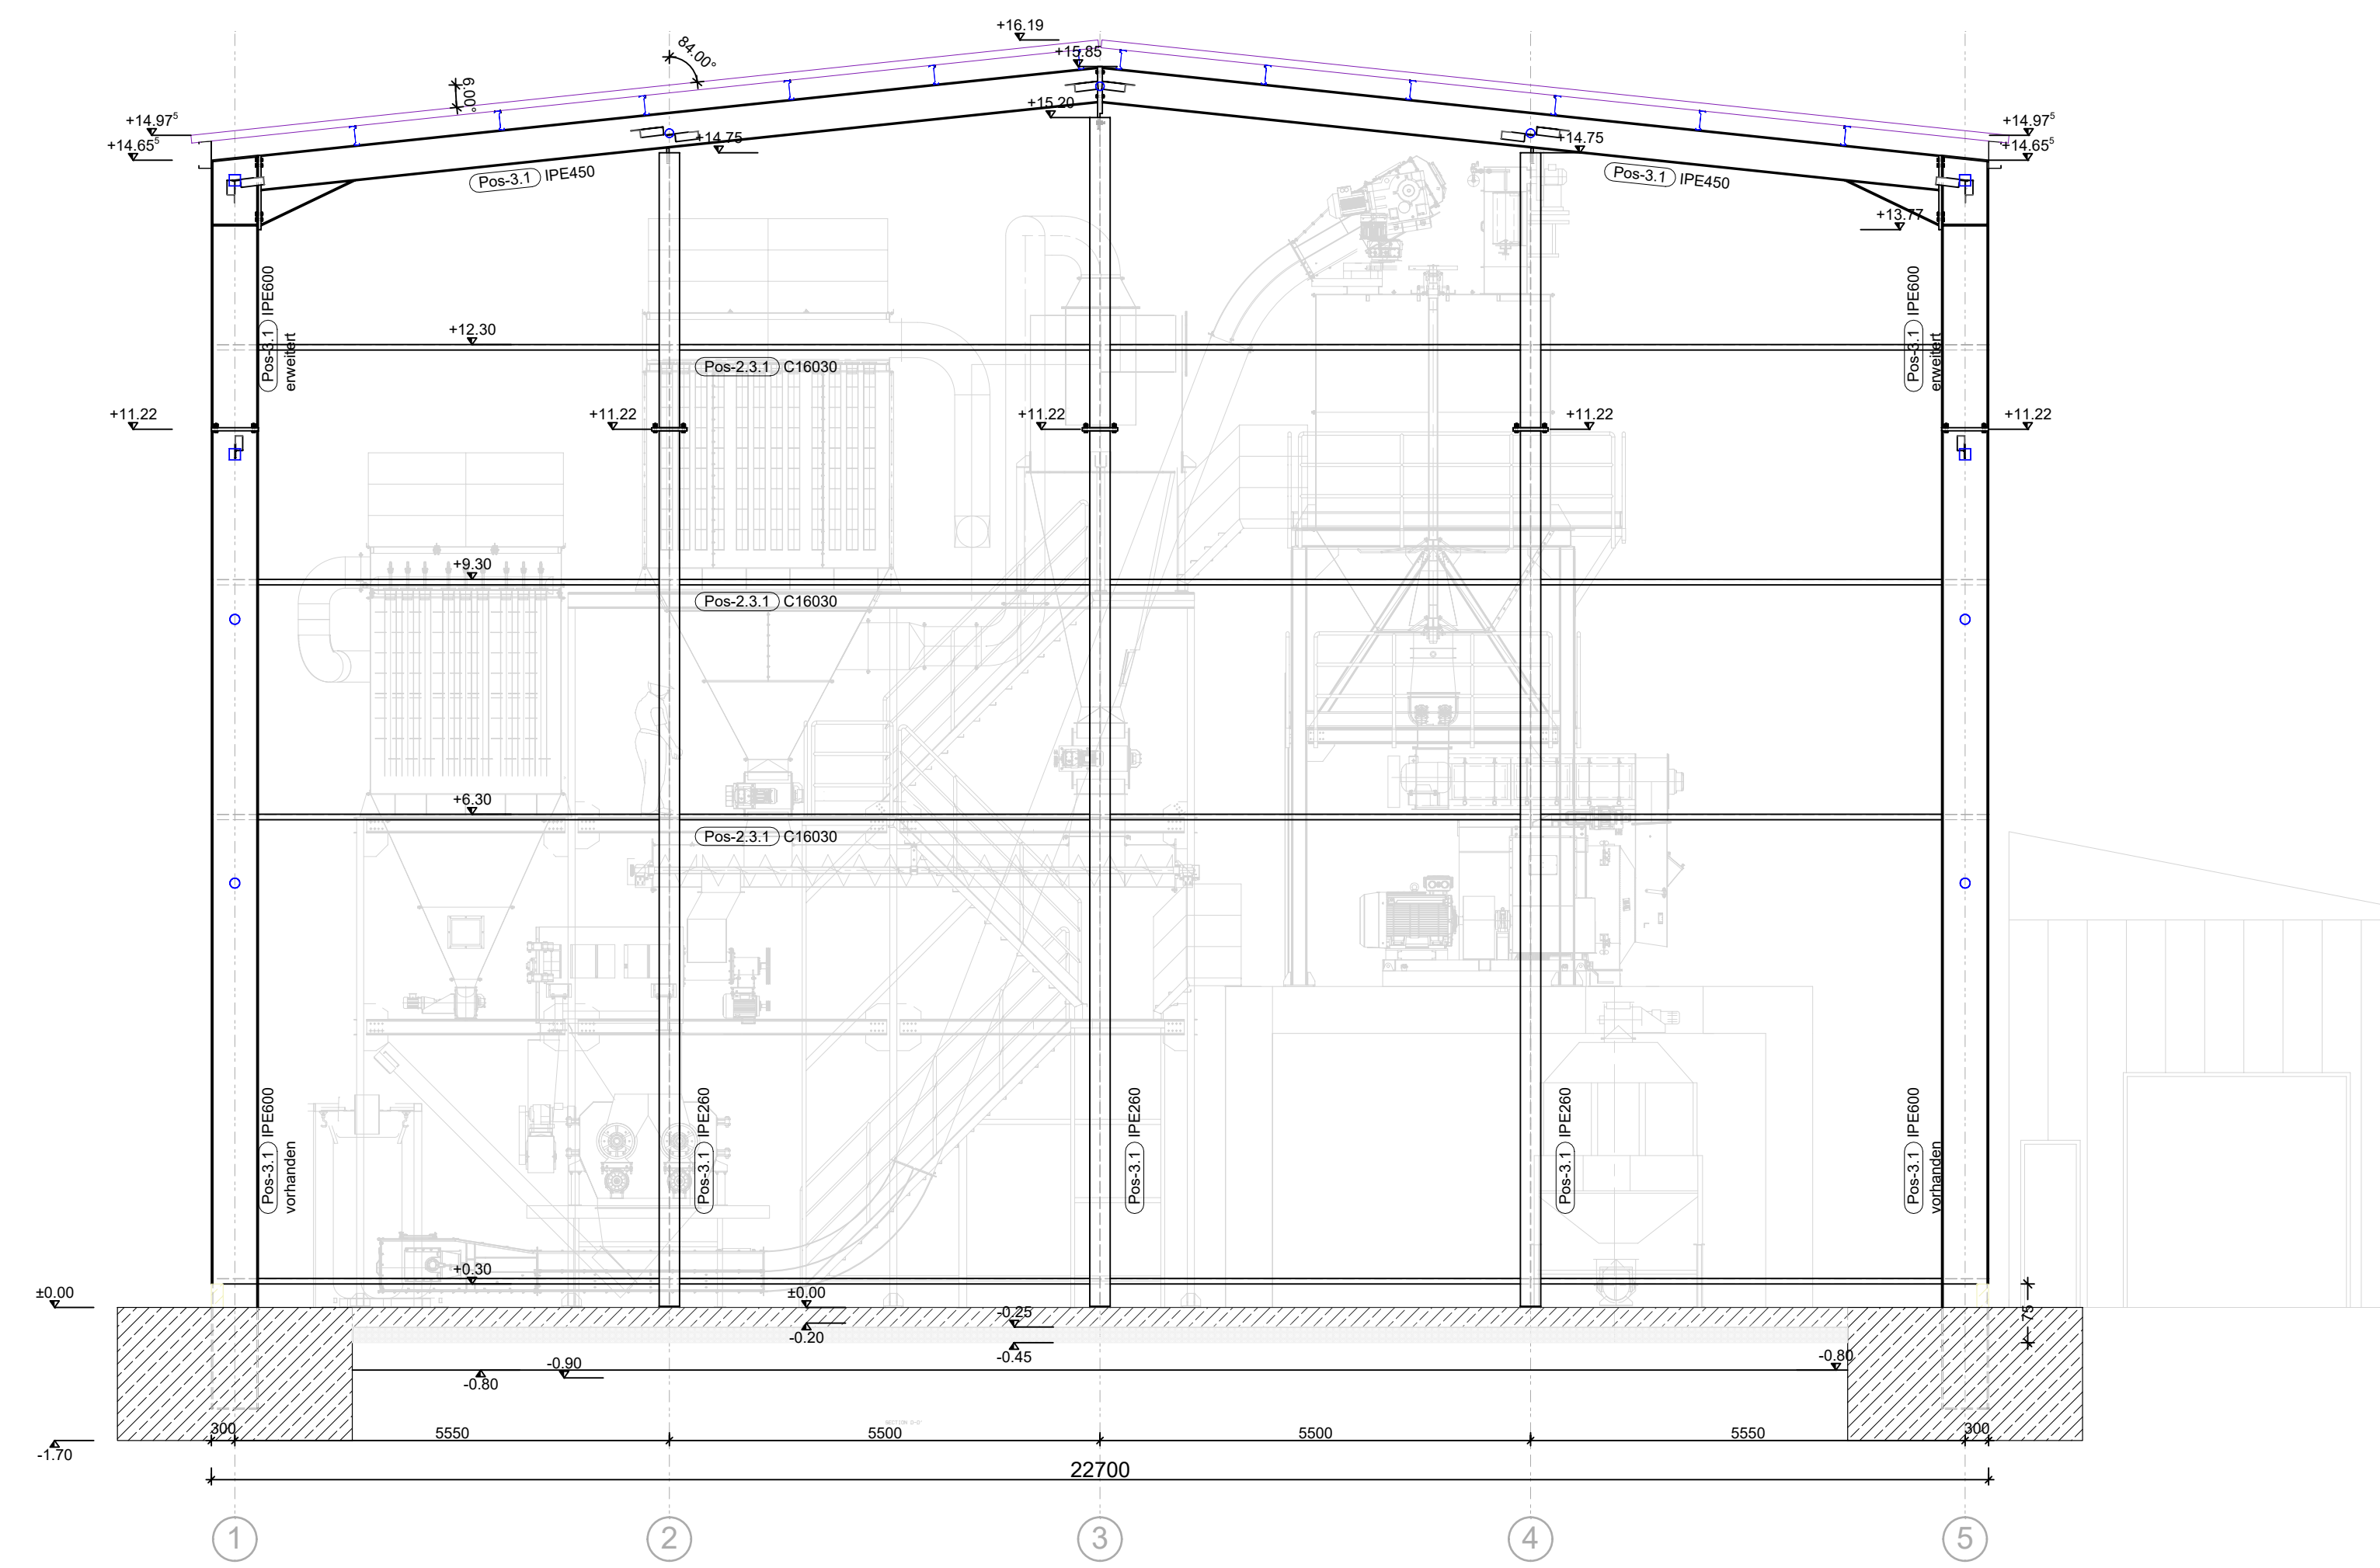 +16.19
+15.85
84.00°
6.00°
+15.20
+14.97⁵
+14.97⁵
+14.65⁵
+14.75
+14.75
+14.65⁵
Pos-3.1 IPE450
Pos-3.1 IPE450
+13.77
Pos-3.1 IPE600
erweitert
Pos-3.1 IPE600
erweitert
+12.30
Pos-2.3.1 C16030
+11.22
+11.22
+11.22
+11.22
+11.22
+9.30
Pos-2.3.1 C16030
+6.30
Pos-2.3.1 C16030
Pos-3.1 IPE600
vorhanden
Pos-3.1 IPE260
Pos-3.1 IPE260
Pos-3.1 IPE260
Pos-3.1 IPE600
vorhanden
+0.30
±0.00
±0.00
-0.25
75
-0.20
-0.45
-0.90
-0.80
-0.80
SECTION D-D'
300
5550
5500
5500
5550
300
-1.70
22700
1
2
3
4
5